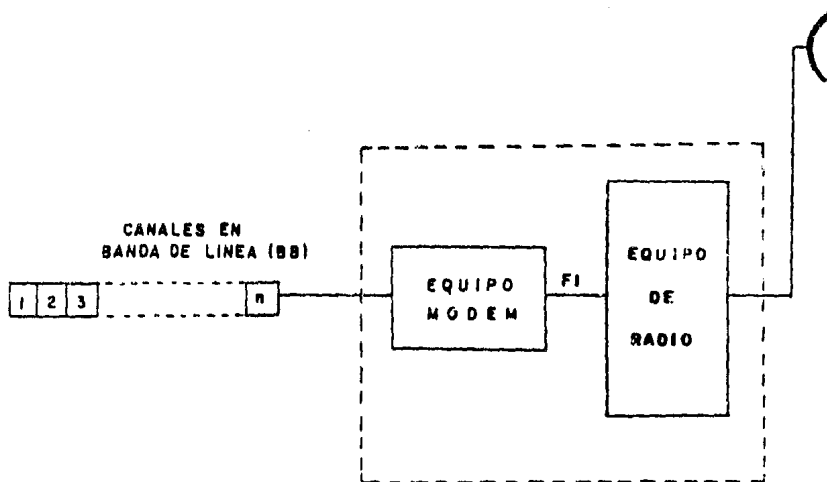 CANALES EN
BANDA DE LINEA (BB)
1 2 3 n
EQUIPO
MODEM
FI
EQUIPO
DE
RADIO